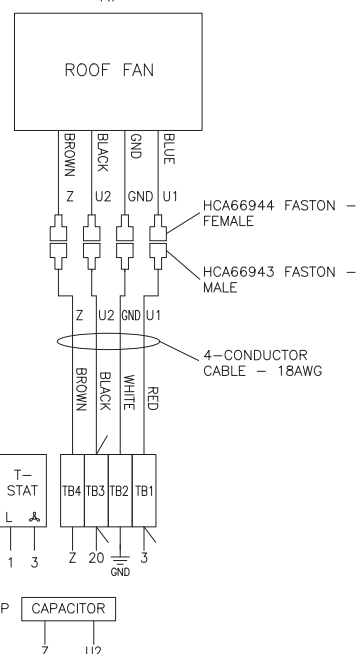 ROOF FAN
BROWN BLACK GND BLUE
Z U2 GND U1
HCA66944 FASTON –
FEMALE
HCA66943 FASTON –
MALE
Z U2 GND U1
4–CONDUCTOR
CABLE – 18AWG
BROWN BLACK WHITE RED
T–
STAT
TB4 TB3 TB2 TB1
L
1 3 Z 20 GND 3
P CAPACITOR
Z U2